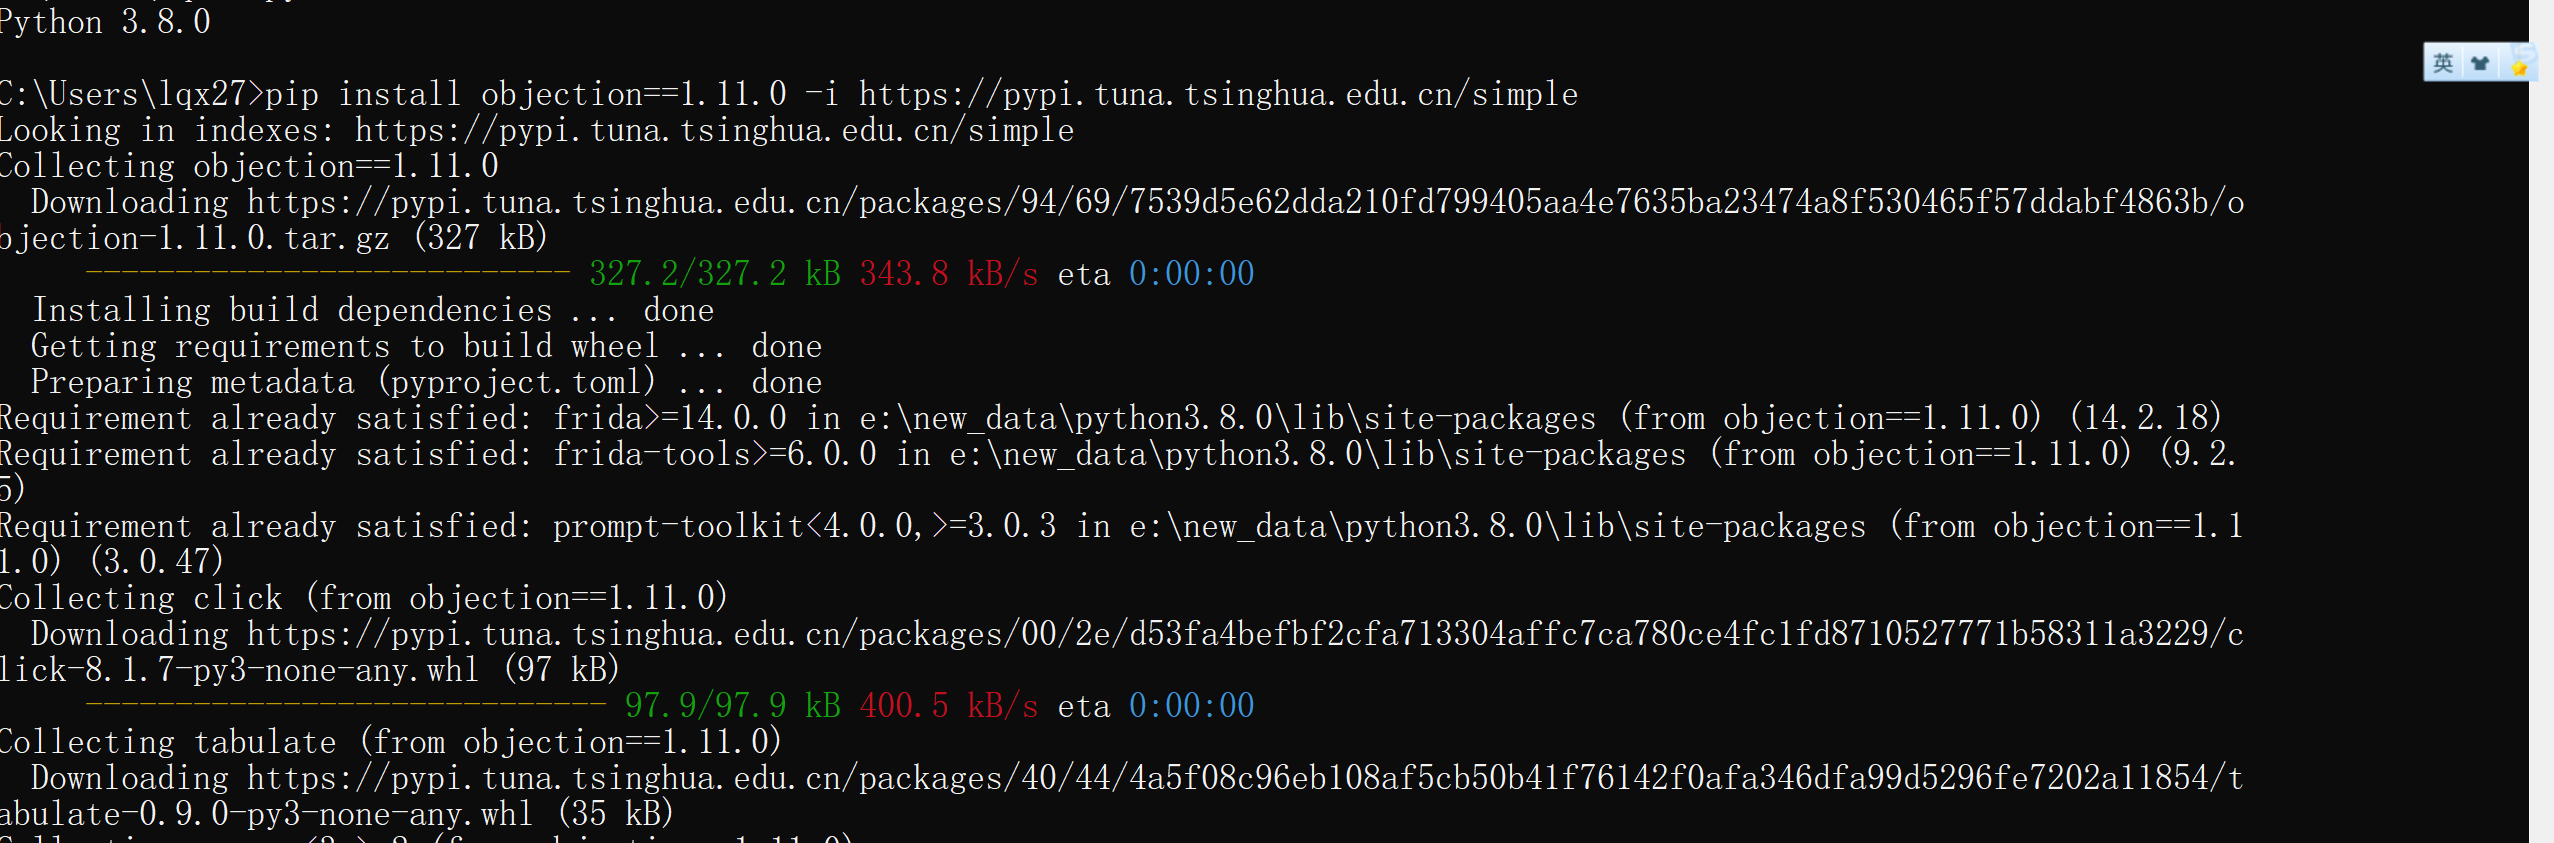 Python 3.8.0
英
C:\Users\lqx27>pip install objection==1.11.0 -i https://pypi.tuna.tsinghua.edu.cn/simple
Looking in indexes: https://pypi.tuna.tsinghua.edu.cn/simple
Collecting objection==1.11.0
  Downloading https://pypi.tuna.tsinghua.edu.cn/packages/94/69/7539d5e62dda210fd799405aa4e7635ba23474a8f530465f57ddabf4863b/o
bjection-1.11.0.tar.gz (327 kB)
     --------------------------- 327.2/327.2 kB 343.8 kB/s eta 0:00:00
  Installing build dependencies ... done
  Getting requirements to build wheel ... done
  Preparing metadata (pyproject.toml) ... done
Requirement already satisfied: frida>=14.0.0 in e:\new_data\python3.8.0\lib\site-packages (from objection==1.11.0) (14.2.18)
Requirement already satisfied: frida-tools>=6.0.0 in e:\new_data\python3.8.0\lib\site-packages (from objection==1.11.0) (9.2.
5)
Requirement already satisfied: prompt-toolkit<4.0.0,>=3.0.3 in e:\new_data\python3.8.0\lib\site-packages (from objection==1.1
1.0) (3.0.47)
Collecting click (from objection==1.11.0)
  Downloading https://pypi.tuna.tsinghua.edu.cn/packages/00/2e/d53fa4befbf2cfa713304affc7ca780ce4fc1fd8710527771b58311a3229/c
lick-8.1.7-py3-none-any.whl (97 kB)
     ----------------------------- 97.9/97.9 kB 400.5 kB/s eta 0:00:00
Collecting tabulate (from objection==1.11.0)
  Downloading https://pypi.tuna.tsinghua.edu.cn/packages/40/44/4a5f08c96eb108af5cb50b41f76142f0afa346dfa99d5296fe7202a11854/t
abulate-0.9.0-py3-none-any.whl (35 kB)